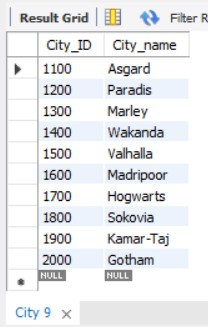 Result Grid Filter R
City_ID City_name
1100 Asgard
1200 Paradis
1300 Marley
1400 Wakanda
1500 Valhalla
1600 Madripoor
1700 Hogwarts
1800 Sokovia
1900 Kamar-Taj
2000 Gotham
NULL NULL
City 9